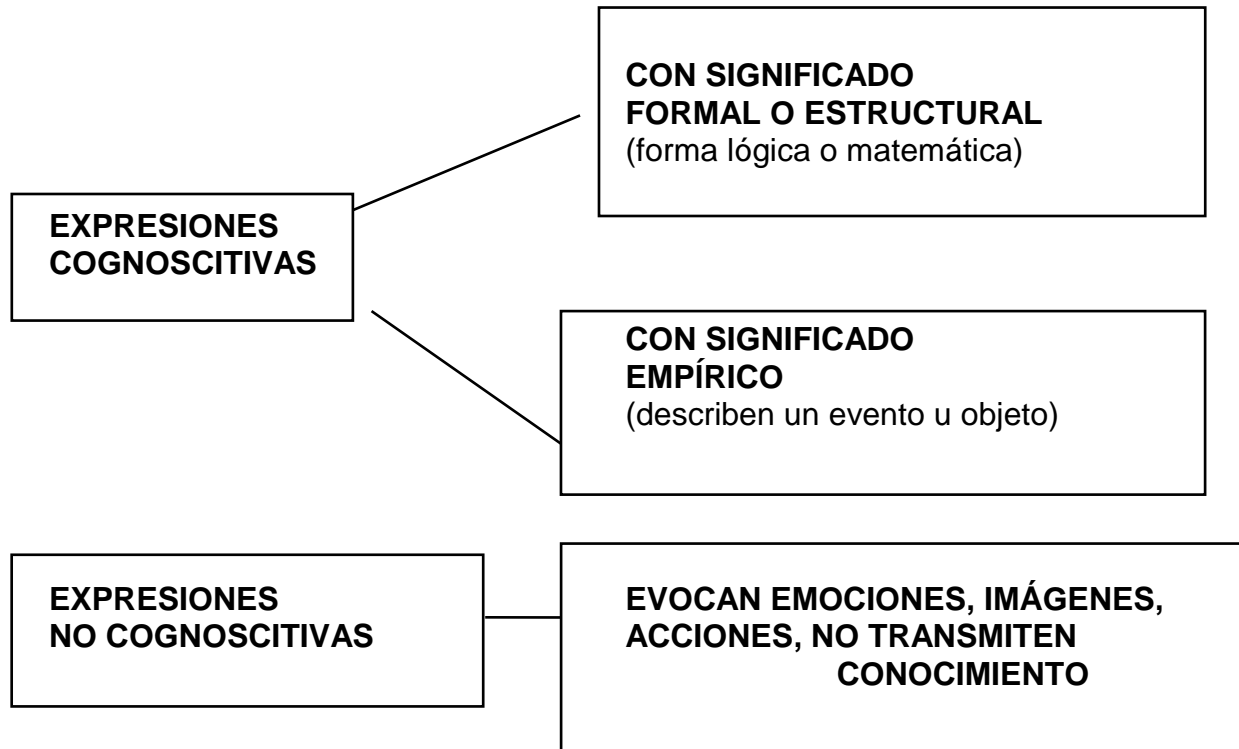 CON SIGNIFICADO
FORMAL O ESTRUCTURAL
(forma lógica o matemática)
EXPRESIONES
COGNOSCITIVAS
CON SIGNIFICADO
EMPÍRICO
(describen un evento u objeto)
EXPRESIONES
NO COGNOSCITIVAS
EVOCAN EMOCIONES, IMÁGENES,
ACCIONES, NO TRANSMITEN
CONOCIMIENTO